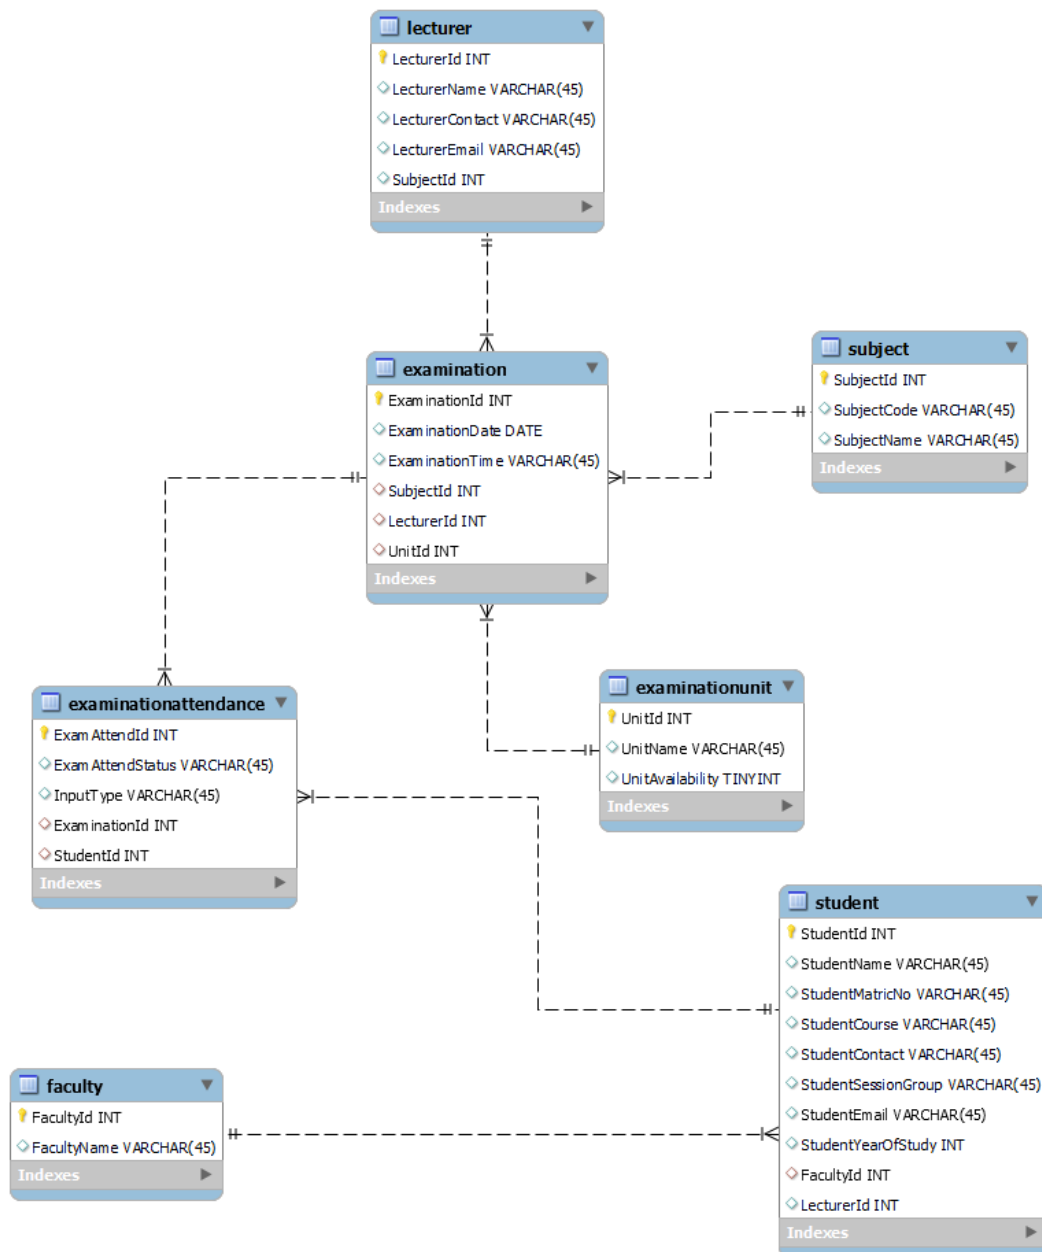 lecturer
LecturerId INT
LecturerName VARCHAR(45)
LecturerContact VARCHAR(45)
LecturerEmail VARCHAR(45)
SubjectId INT
Indexes
examination
ExaminationId INT
ExaminationDate DATE
ExaminationTime VARCHAR(45)
SubjectId INT
LecturerId INT
UnitId INT
Indexes
subject
SubjectId INT
SubjectCode VARCHAR(45)
SubjectName VARCHAR(45)
Indexes
examinationattendance
ExamAttendId INT
ExamAttendStatus VARCHAR(45)
InputType VARCHAR(45)
ExaminationId INT
StudentId INT
Indexes
examinationunit
UnitId INT
UnitName VARCHAR(45)
UnitAvailability TINYINT
Indexes
student
StudentId INT
StudentName VARCHAR(45)
StudentMatricNo VARCHAR(45)
StudentCourse VARCHAR(45)
StudentContact VARCHAR(45)
StudentSessionGroup VARCHAR(45)
StudentEmail VARCHAR(45)
StudentYearOfStudy INT
FacultyId INT
LecturerId INT
Indexes
faculty
FacultyId INT
FacultyName VARCHAR(45)
Indexes